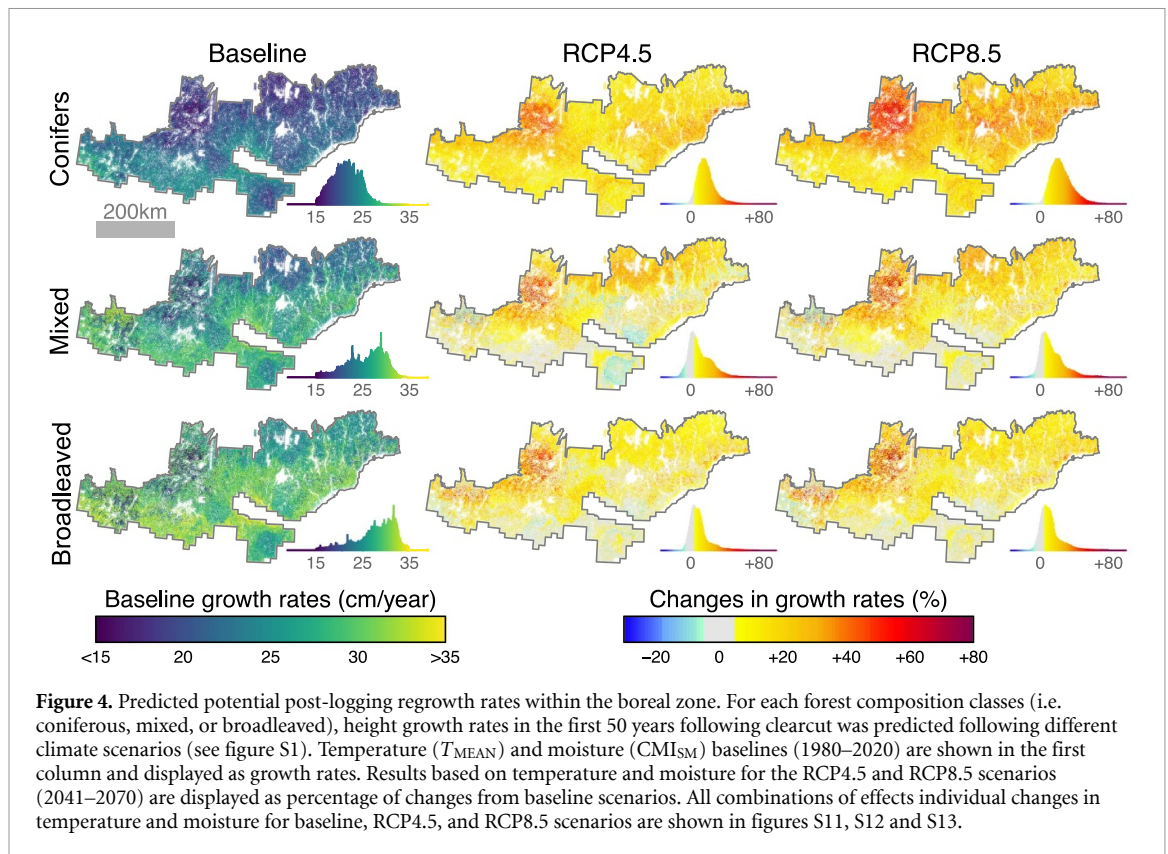 Baseline RCP4.5 RCP8.5
Conifers
15 25 35 0 +80 0 +80
200km
Mixed
15 25 35 0 +80 0 +80
Broadleaved
15 25 35 0 +80 0 +80
Baseline growth rates (cm/year) Changes in growth rates (%)
<15 20 25 30 >35 −20 0 +20 +40 +60 +80
Figure 4. Predicted potential post-logging regrowth rates within the boreal zone. For each forest composition classes (i.e.
coniferous, mixed, or broadleaved), height growth rates in the first 50 years following clearcut was predicted following different
climate scenarios (see figure S1). Temperature (TMEAN) and moisture (CMISM) baselines (1980–2020) are shown in the first
column and displayed as growth rates. Results based on temperature and moisture for the RCP4.5 and RCP8.5 scenarios
(2041–2070) are displayed as percentage of changes from baseline scenarios. All combinations of effects individual changes in
temperature and moisture for baseline, RCP4.5, and RCP8.5 scenarios are shown in figures S11, S12 and S13.